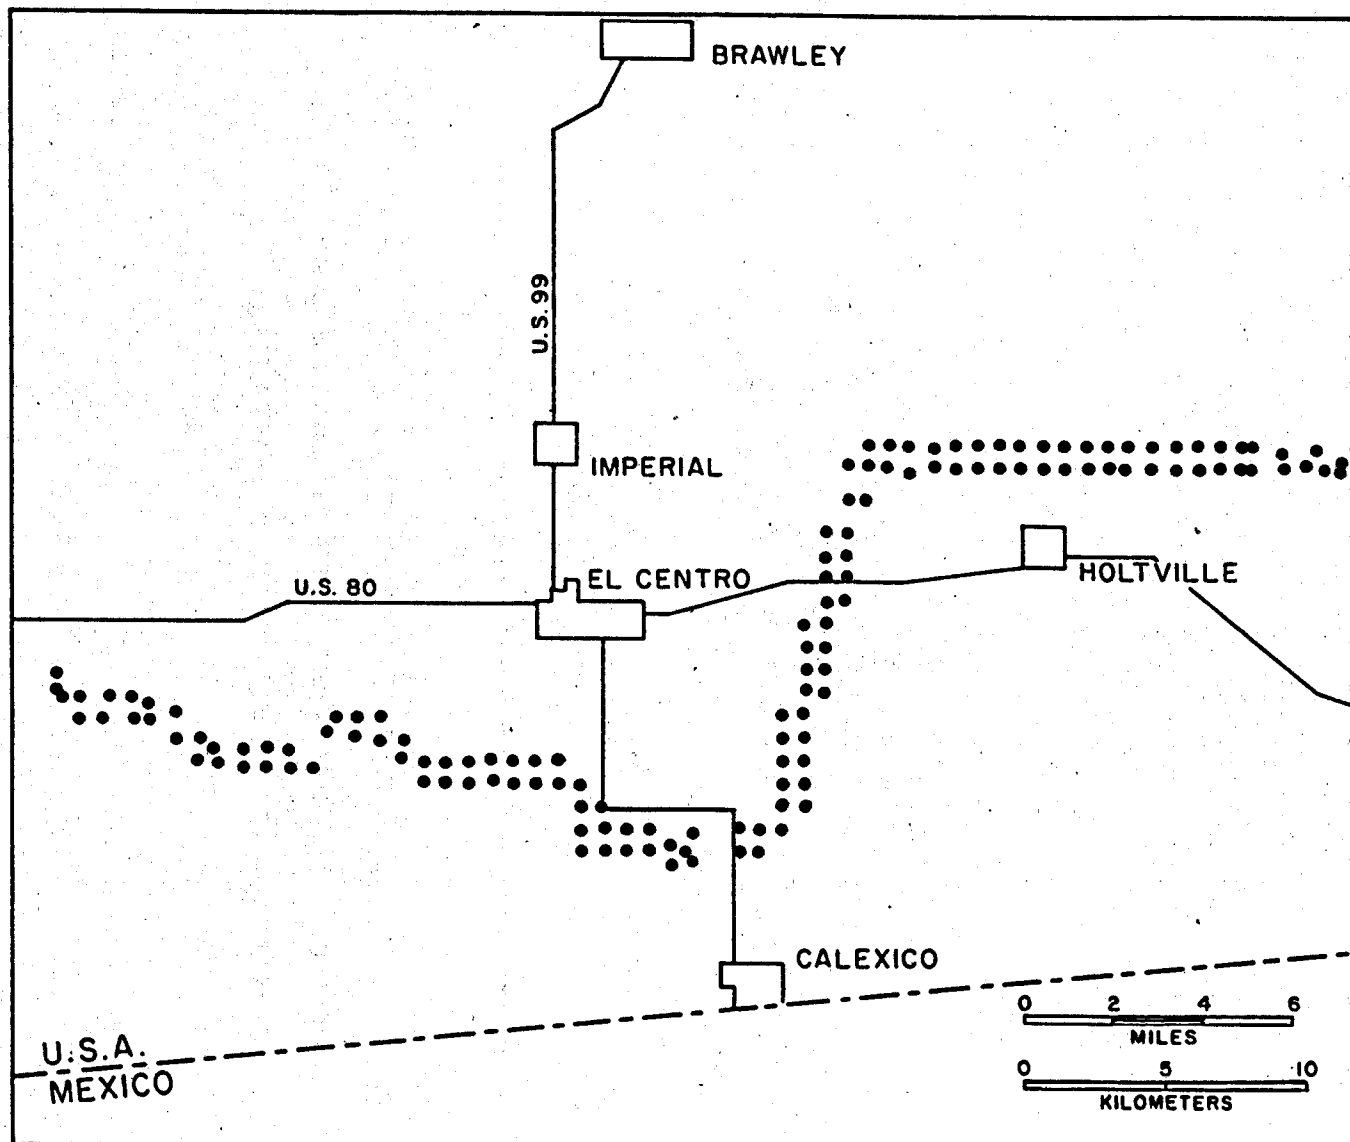 BRAWLEY
U.S. 99
IMPERIAL
EL CENTRO
HOLTVILLE
U.S. 80
CALEXICO
0 2 4 6
MILES
U.S.A.
MEXICO
0 5 10
KILOMETERS